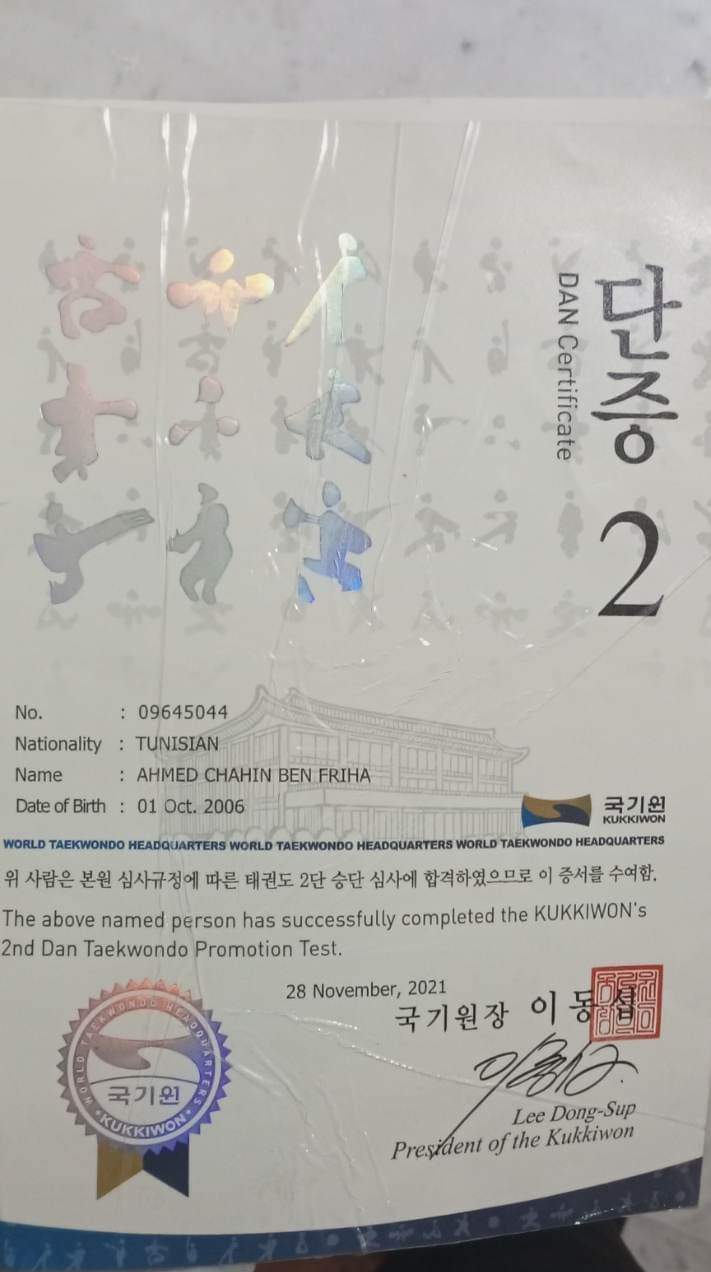 단증 2
DAN Certificate
No. : 09645044
Nationality : TUNISIAN
Name : AHMED CHAHIN BEN FRIHA
Date of Birth : 01 Oct. 2006
국기원
KUKKIWON
WORLD TAEKWONDO HEADQUARTERS WORLD TAEKWONDO HEADQUARTERS WORLD TAEKWONDO HEADQUARTERS
위 사람은 본원 심사규정에 따른 태권도 2단 승단 심사에 합격하였으므로 이 증서를 수여함.
The above named person has successfully completed the KUKKIWON's
2nd Dan Taekwondo Promotion Test.
28 November, 2021
국기원장 이동섭
Lee Dong-Sup
President of the Kukkiwon
WORLD TAEKWONDO HEADQUARTERS
국기원
KUKKIWON